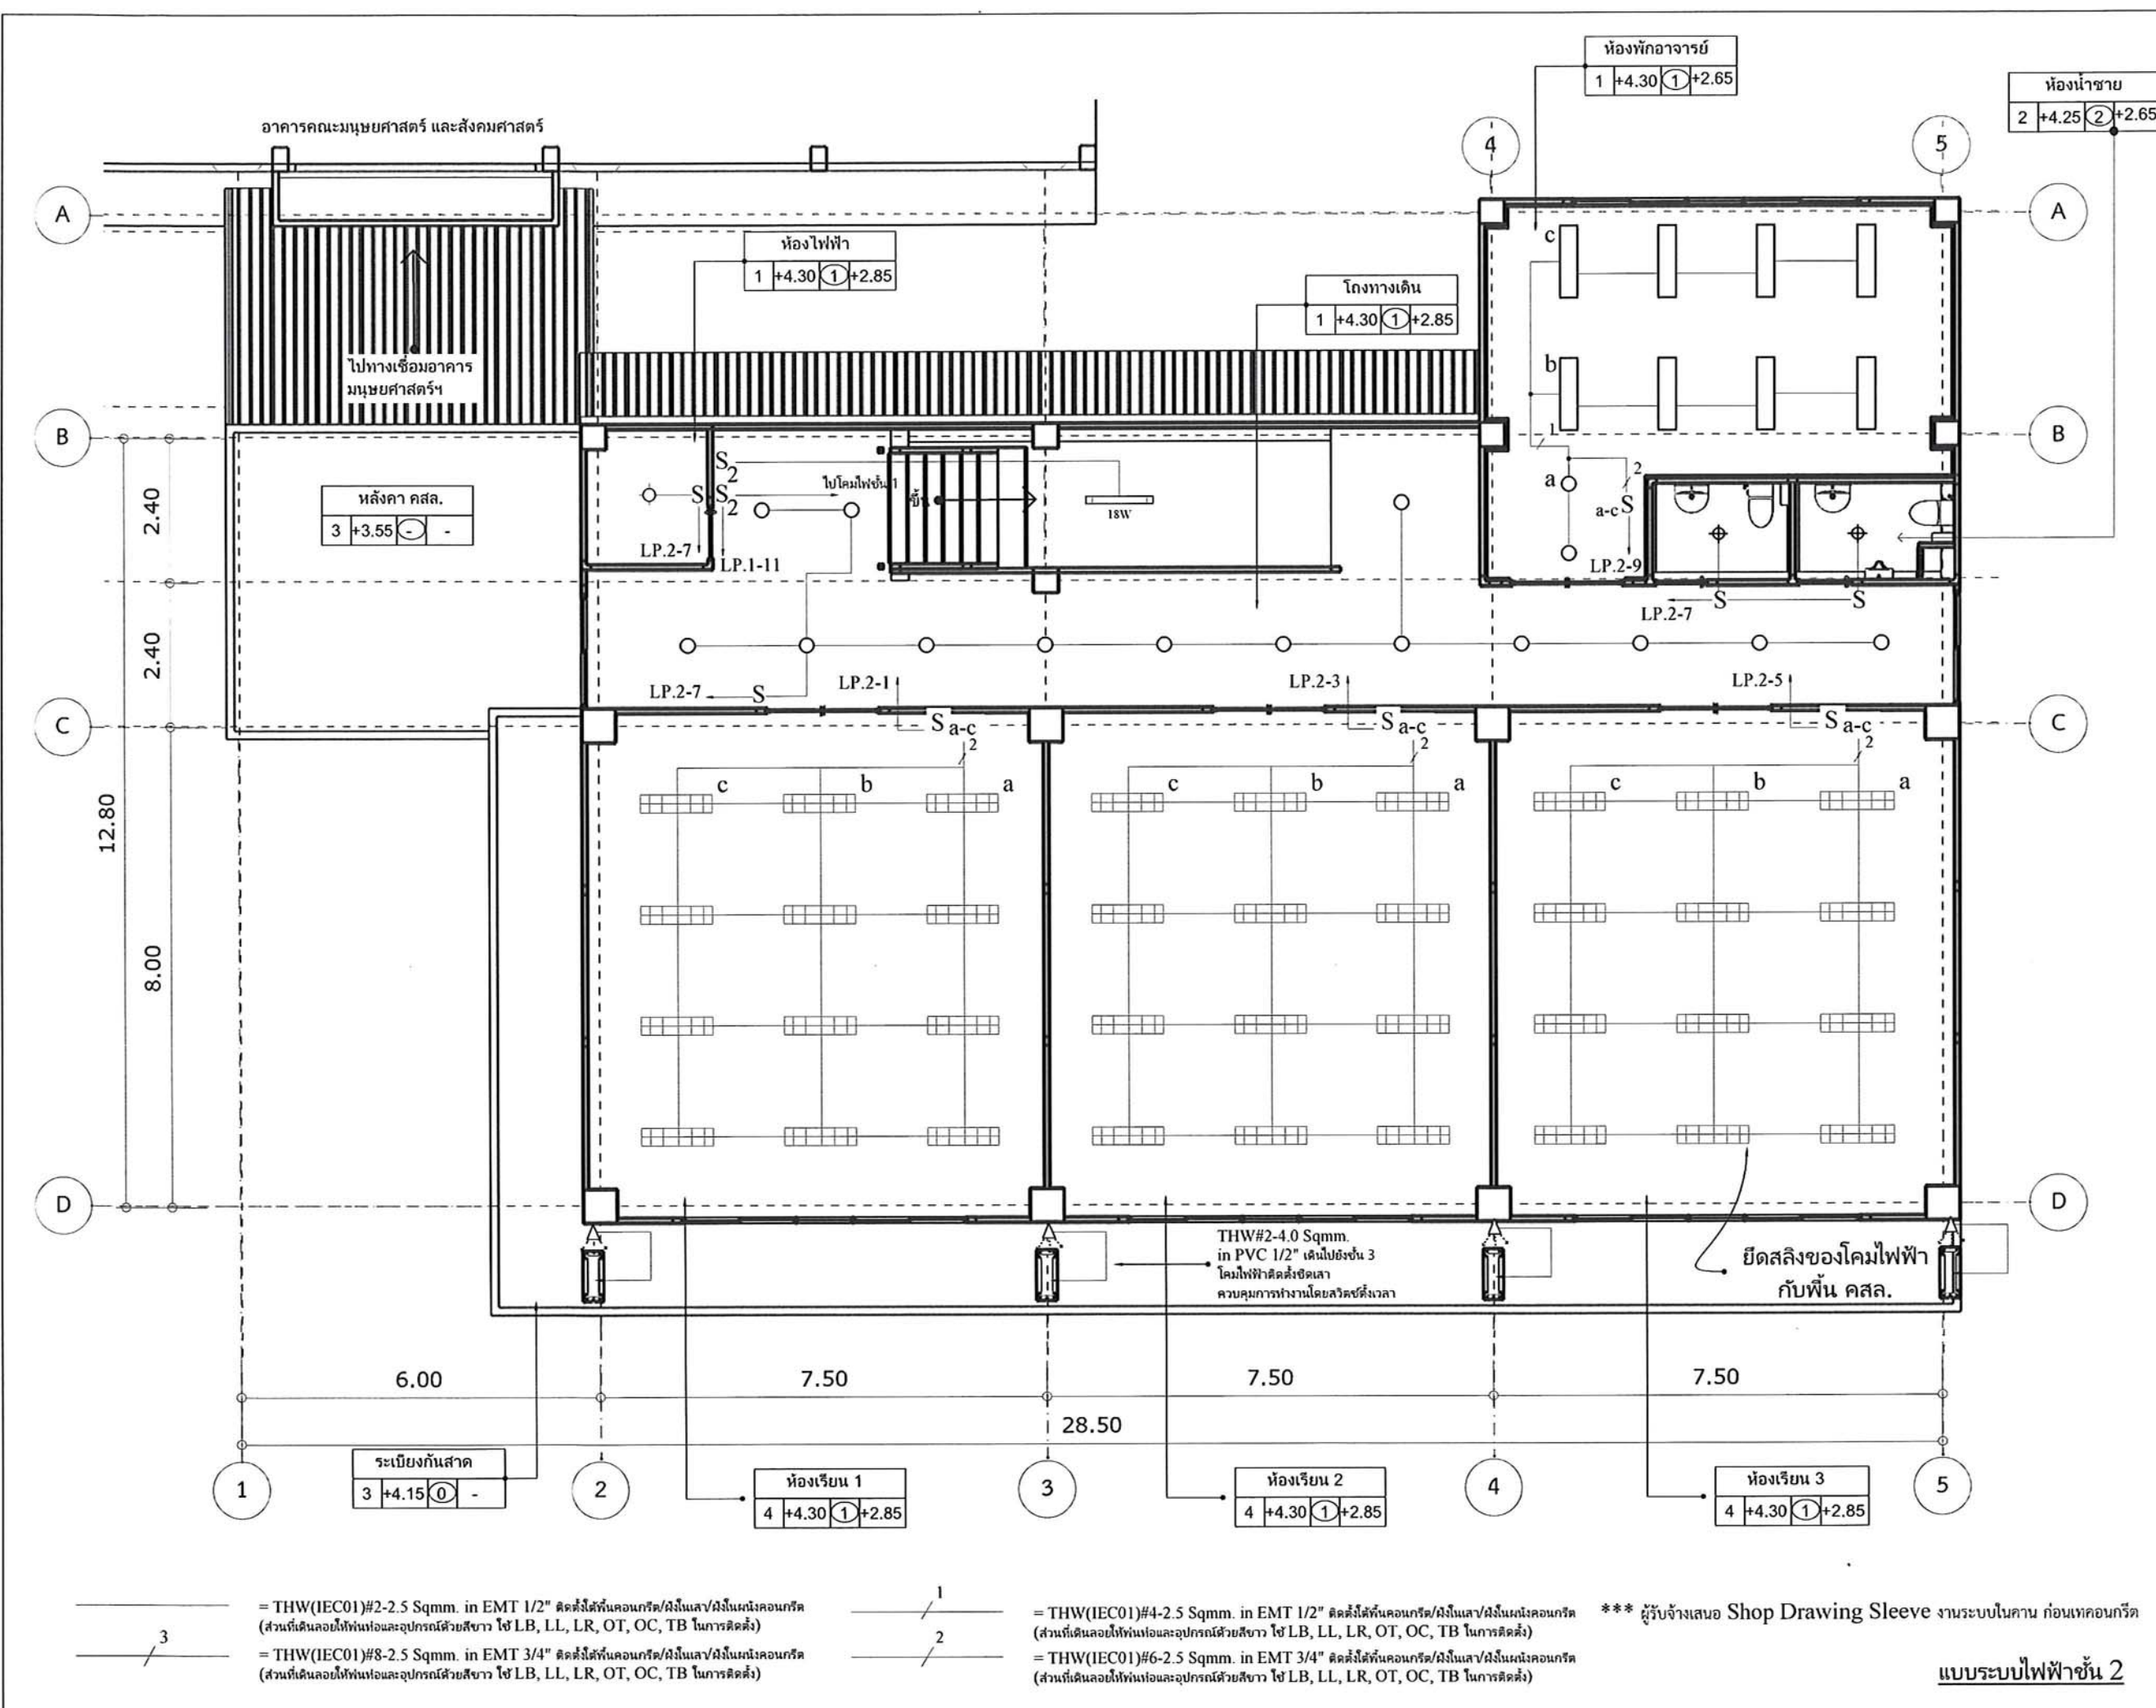 ห้องพักอาจารย์
1 +4.30 1 +2.65
ห้องน้ำชาย
2 +4.25 2 +2.65
อาคารคณะมนุษยศาสตร์ และสังคมศาสตร์
4
5
A
A
ห้องไฟฟ้า
1 +4.30 1 +2.85
โถงทางเดิน
1 +4.30 1 +2.85
c
ไปทางเชื่อมอาคาร
มนุษยศาสตร์ฯ
b
B
B
1
2
S
2
ไปโคมไฟชั้น 1
ขึ้น
18W
S
S
2
a
a-c S
2.40
หลังคา คสล.
3 +3.55 - -
LP.2-7
LP.1-11
LP.2-9
S
S
LP.2-7
2.40
LP.2-7
S
LP.2-1
LP.2-3
LP.2-5
C
C
S a-c
S a-c
S a-c
2
2
2
c b a
c b a
c b a
12.80
8.00
D
D
THW#2-4.0 Sqmm.
in PVC 1/2" เดินไปยังชั้น 3
โคมไฟฟ้าติดตั้งชิดเสา
ควบคุมการทำงานโดยสวิตซ์ตั้งเวลา
ยึดสลิงของโคมไฟฟ้า
กับพื้น คสล.
6.00
7.50
7.50
7.50
28.50
ระเบียงกันสาด
3 +4.15 0 -
ห้องเรียน 1
4 +4.30 1 +2.85
ห้องเรียน 2
4 +4.30 1 +2.85
ห้องเรียน 3
4 +4.30 1 +2.85
1
2
3
4
5
= THW(IEC01)#2-2.5 Sqmm. in EMT 1/2" ติดตั้งใต้พื้นคอนกรีต/ฝังในเสา/ฝังในผนังคอนกรีต
(ส่วนที่เดินลอยให้พ่นท่อและอุปกรณ์ด้วยสีขาว ใช้ LB, LL, LR, OT, OC, TB ในการติดตั้ง)
3
= THW(IEC01)#8-2.5 Sqmm. in EMT 3/4" ติดตั้งใต้พื้นคอนกรีต/ฝังในเสา/ฝังในผนังคอนกรีต
(ส่วนที่เดินลอยให้พ่นท่อและอุปกรณ์ด้วยสีขาว ใช้ LB, LL, LR, OT, OC, TB ในการติดตั้ง)
1
= THW(IEC01)#4-2.5 Sqmm. in EMT 1/2" ติดตั้งใต้พื้นคอนกรีต/ฝังในเสา/ฝังในผนังคอนกรีต
(ส่วนที่เดินลอยให้พ่นท่อและอุปกรณ์ด้วยสีขาว ใช้ LB, LL, LR, OT, OC, TB ในการติดตั้ง)
2
= THW(IEC01)#6-2.5 Sqmm. in EMT 3/4" ติดตั้งใต้พื้นคอนกรีต/ฝังในเสา/ฝังในผนังคอนกรีต
(ส่วนที่เดินลอยให้พ่นท่อและอุปกรณ์ด้วยสีขาว ใช้ LB, LL, LR, OT, OC, TB ในการติดตั้ง)
*** ผู้รับจ้างเสนอ Shop Drawing Sleeve งานระบบในคาน ก่อนเทคอนกรีต
แบบระบบไฟฟ้าชั้น 2